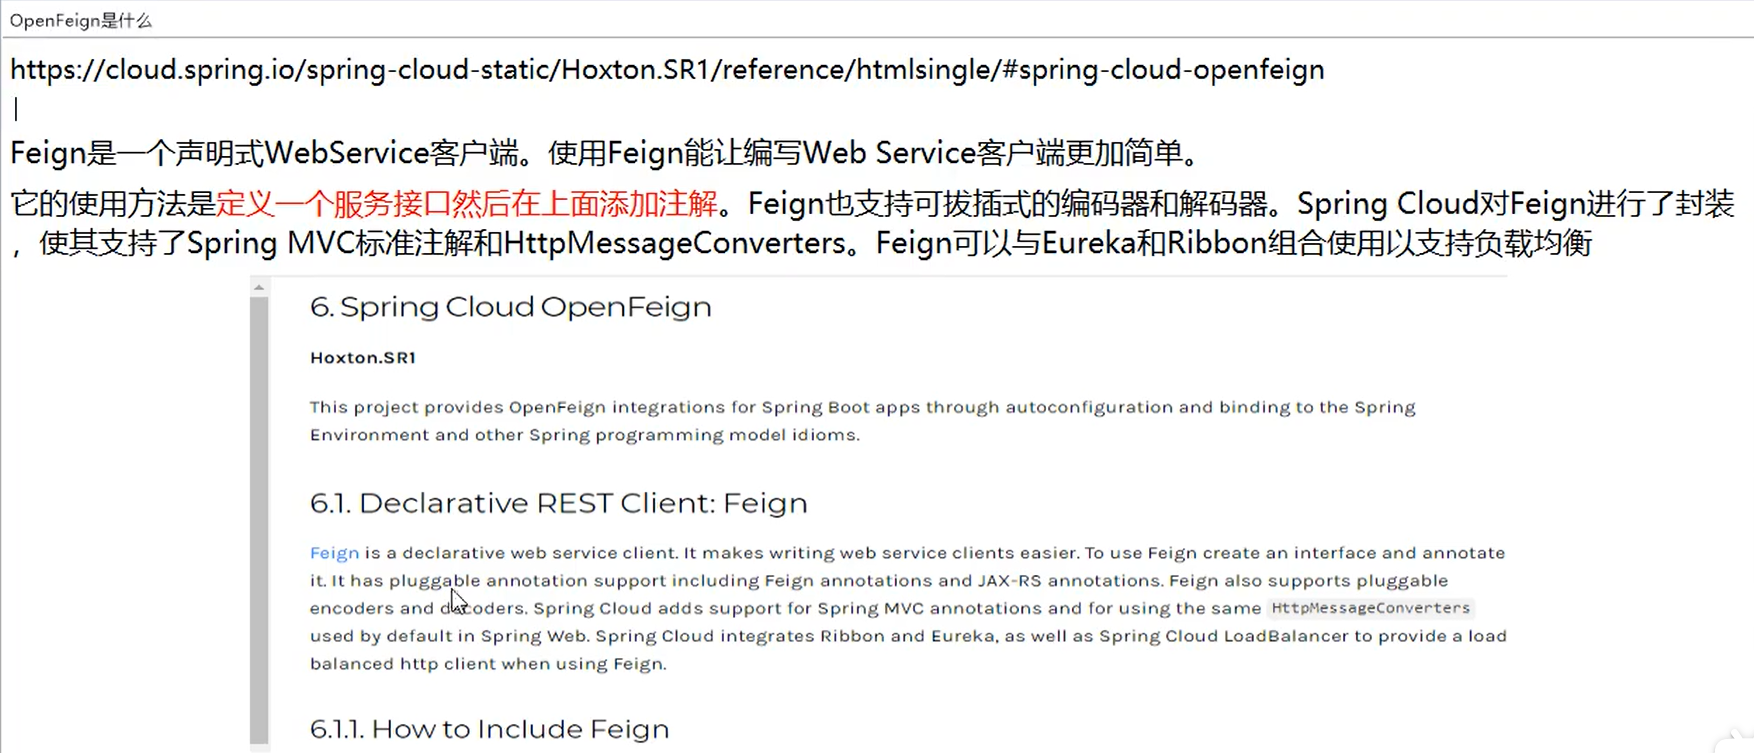 OpenFeign是什么
https://cloud.spring.io/spring-cloud-static/Hoxton.SR1/reference/htmlsingle/#spring-cloud-openfeign
Feign是一个声明式WebService客户端。使用Feign能让编写Web Service客户端更加简单。
它的使用方法是定义一个服务接口然后在上面添加注解。Feign也支持可拔插式的编码器和解码器。Spring Cloud对Feign进行了封装
，使其支持了Spring MVC标准注解和HttpMessageConverters。Feign可以与Eureka和Ribbon组合使用以支持负载均衡
6. Spring Cloud OpenFeign
Hoxton.SR1
This project provides OpenFeign integrations for Spring Boot apps through autoconfiguration and binding to the Spring
Environment and other Spring programming model idioms.
6.1. Declarative REST Client: Feign
Feign is a declarative web service client. It makes writing web service clients easier. To use Feign create an interface and annotate
it. It has pluggable annotation support including Feign annotations and JAX-RS annotations. Feign also supports pluggable
encoders and decoders. Spring Cloud adds support for Spring MVC annotations and for using the same HttpMessageConverters
used by default in Spring Web. Spring Cloud integrates Ribbon and Eureka, as well as Spring Cloud LoadBalancer to provide a load
balanced http client when using Feign.
6.1.1. How to Include Feign